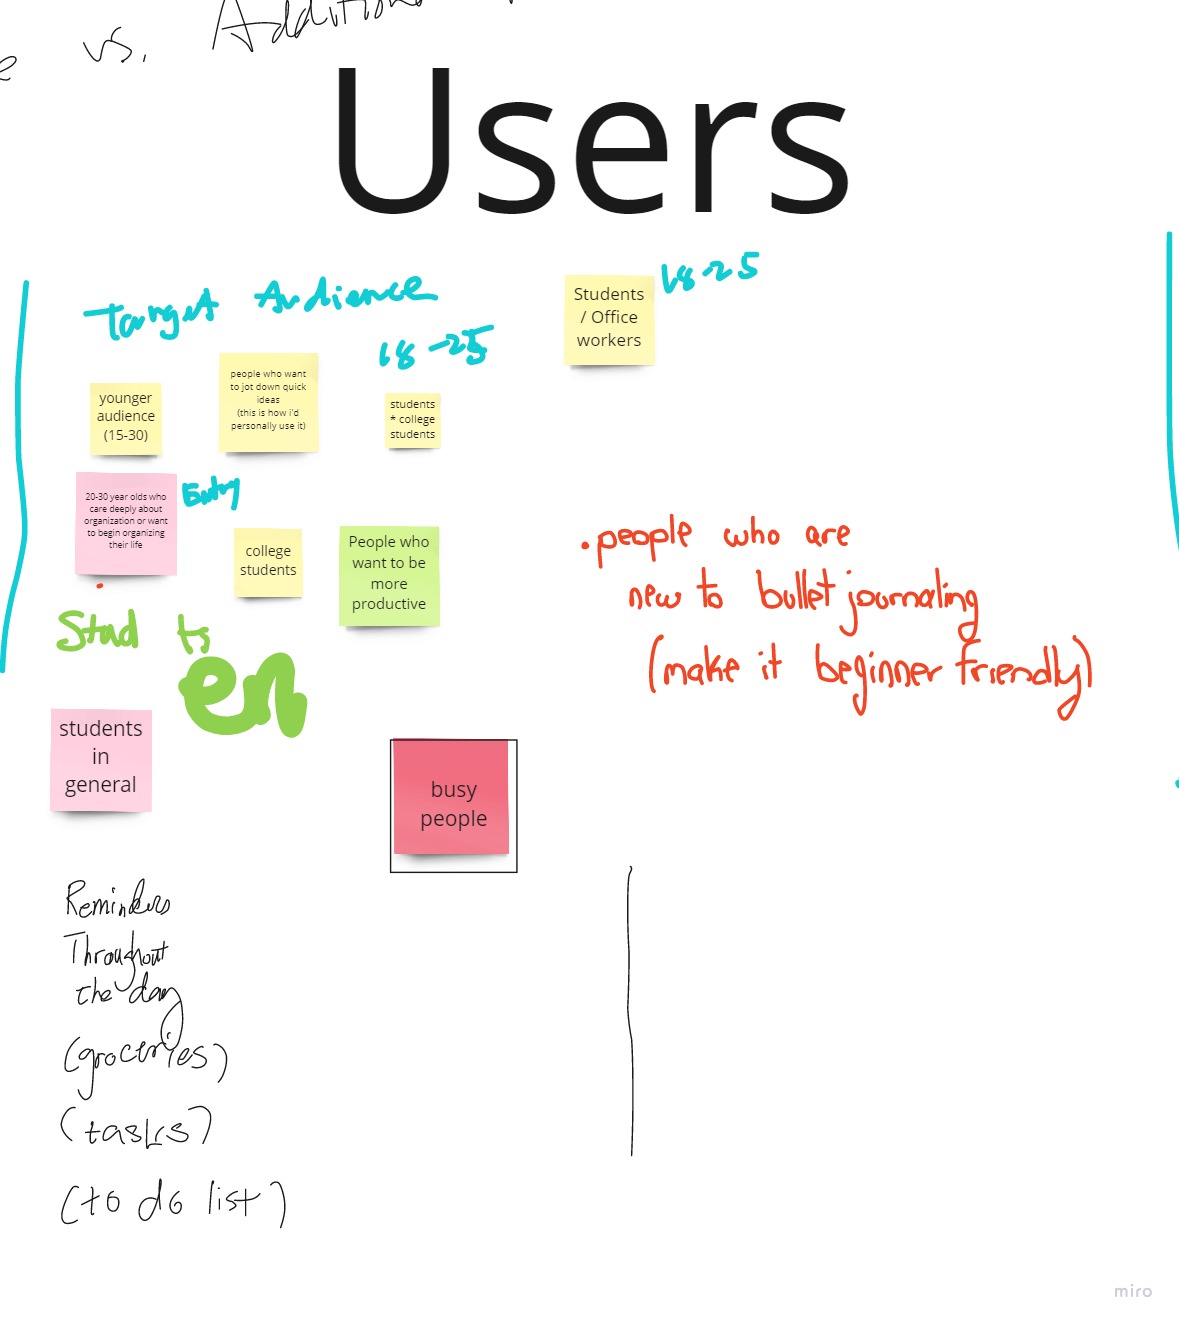 e vs. Addition
Users
Target Audience
18-25
Students
/ Office
workers
18-25
younger
audience
(15-30)
people who want
to jot down quick
ideas
(this is how i'd
personally use it)
students
* college
students
20-30 year olds who
care deeply about
organization or want
to begin organizing
their life
Entry
college
students
People who
want to be
more
productive
• people who are
new to bullet journaling
(make it beginner friendly)
Stud ts
en
students
in
general
busy
people
Reminders
Throughout
the day
(groceries)
(tasks)
(to do list)
miro